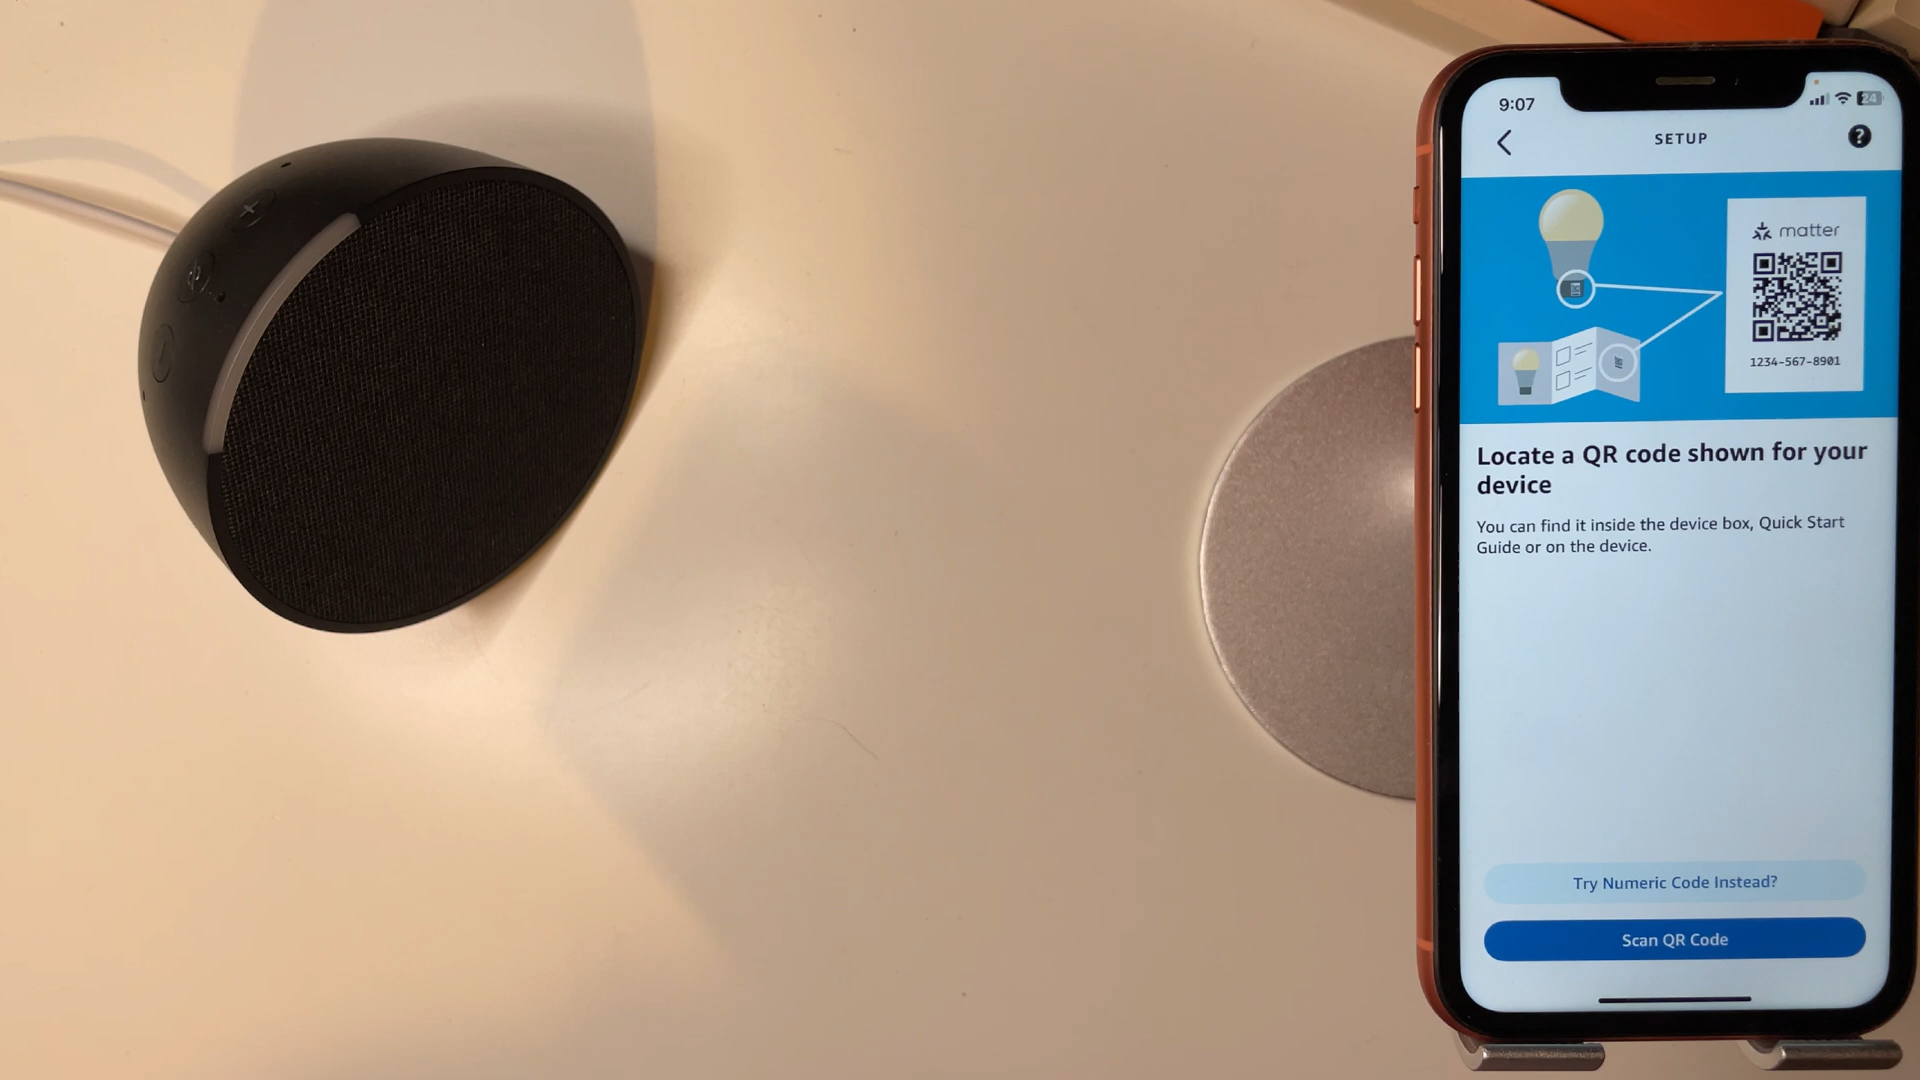 9:07
24
SETUP
?
matter
1234-567-8901
Locate a QR code shown for your
device
You can find it inside the device box, Quick Start
Guide or on the device.
Try Numeric Code Instead?
Scan QR Code